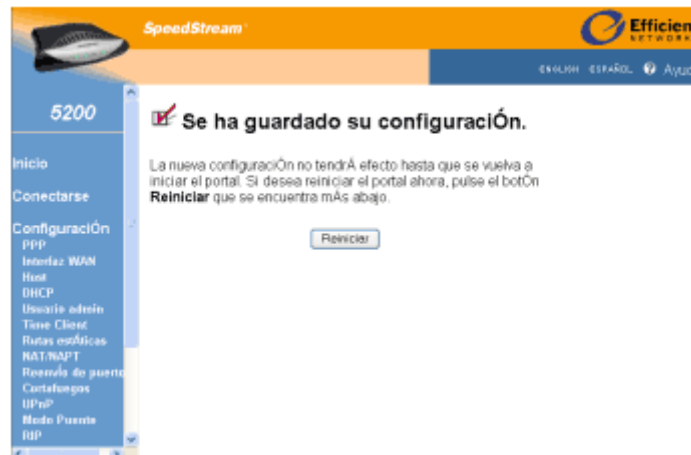 SpeedStream
Efficien
NETWORK
ENGLISH ESPAÑOL ? Ayud
5200
Se ha guardado su configuraciÓn.
La nueva configuraciÓn no tendrÁ efecto hasta que se vuelva a
iniciar el portal. Si desea reiniciar el portal ahora, pulse el botÓn
Reiniciar que se encuentra mÁs abajo.
Reiniciar
Inicio
Conectarse
ConfiguraciÓn
PPP
Interfaz WAN
Host
DHCP
Usuario admin
Time Client
Rutas estÁticas
NAT/NAPT
Reenvío de puerto
Cortafuegos
UPnP
Modo Puente
RIP